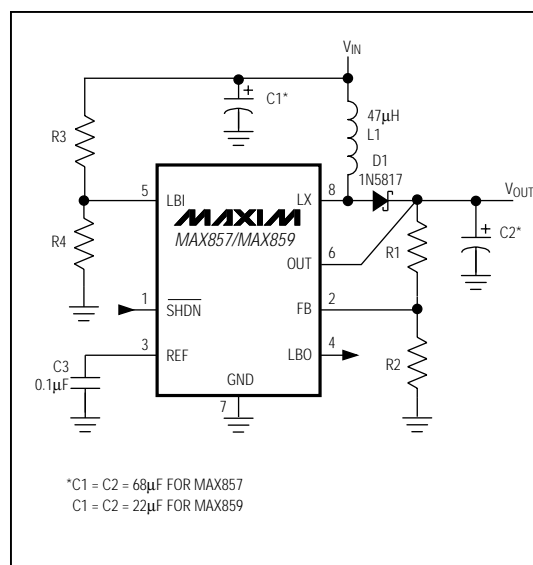 VIN
C1*
+
47µH
L1
R3
D1
1N5817
5
LBI
MAXIM
LX
8
VOUT
MAX857/MAX859
R4
OUT
6
R1
+
C2*
1
SHDN
FB
2
3
REF
LBO
4
C3
0.1µF
R2
GND
7
*C1 = C2 = 68µF FOR MAX857
C1 = C2 = 22µF FOR MAX859